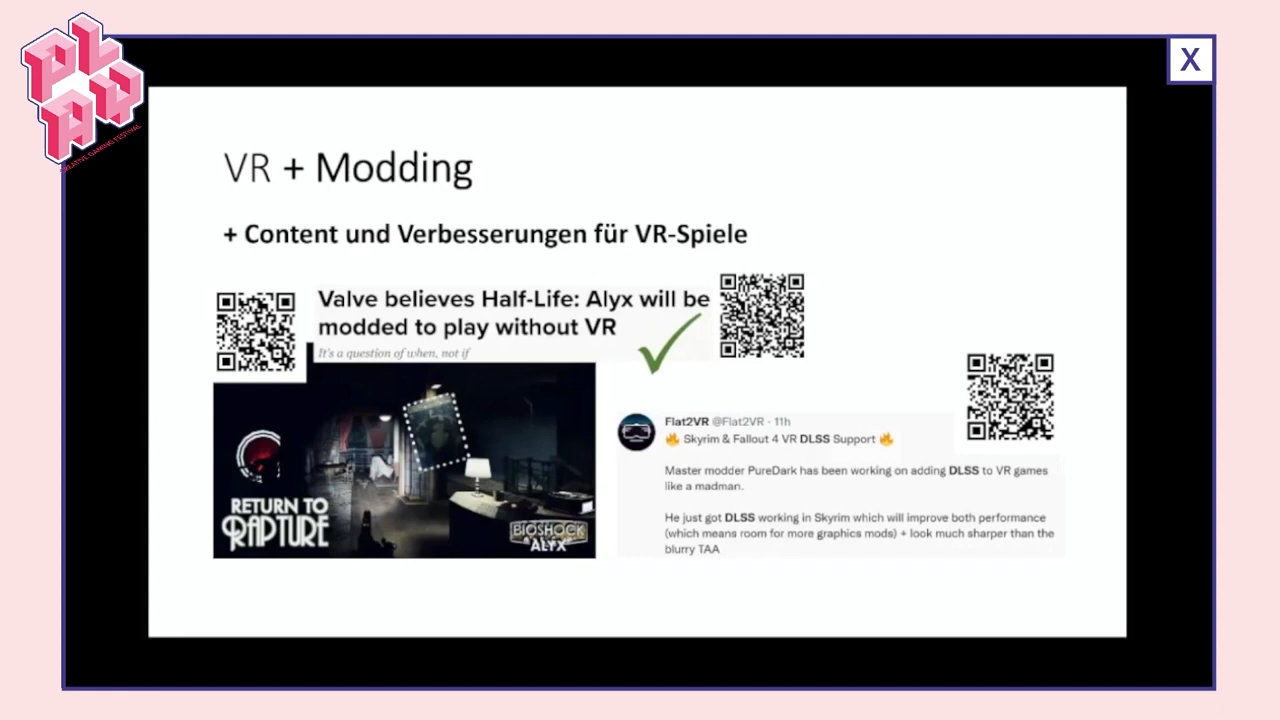 PLAY
CREATIVE GAMING FESTIVAL
X
VR + Modding
+ Content und Verbesserungen für VR-Spiele
Valve believes Half-Life: Alyx will be
modded to play without VR
It's a question of when, not if
RETURN TO
RAPTURE
BIOSHOCK
ALYX
Flat2VR @Flat2VR · 11h
🔥 Skyrim & Fallout 4 VR DLSS Support 🔥
Master modder PureDark has been working on adding DLSS to VR games
like a madman.
He just got DLSS working in Skyrim which will improve both performance
(which means room for more graphics mods) + look much sharper than the
blurry TAA